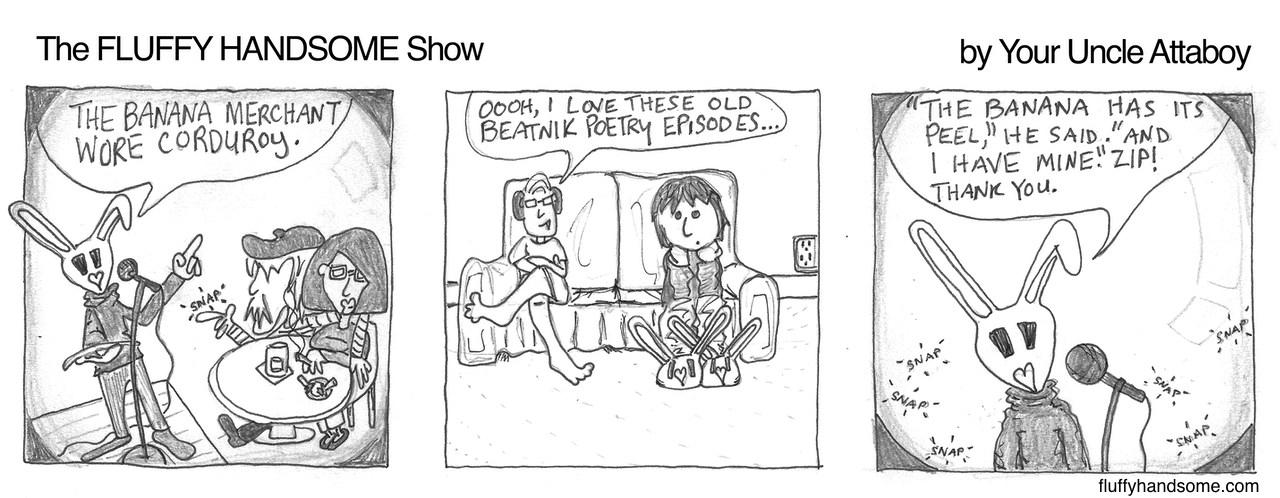 The FLUFFY HANDSOME Show
by Your Uncle Attaboy
THE BANANA MERCHANT
WORE CORDUROY.
SNAP
OOOH, I LOVE THESE OLD
BEATNIK POETRY EPISODES...
"THE BANANA HAS ITS
PEEL," HE SAID. "AND
I HAVE MINE." ZIP!
THANK YOU.
SNAP
SNAP
SNAP
SNAP
SNAP
SNAP
fluffyhandsome.com